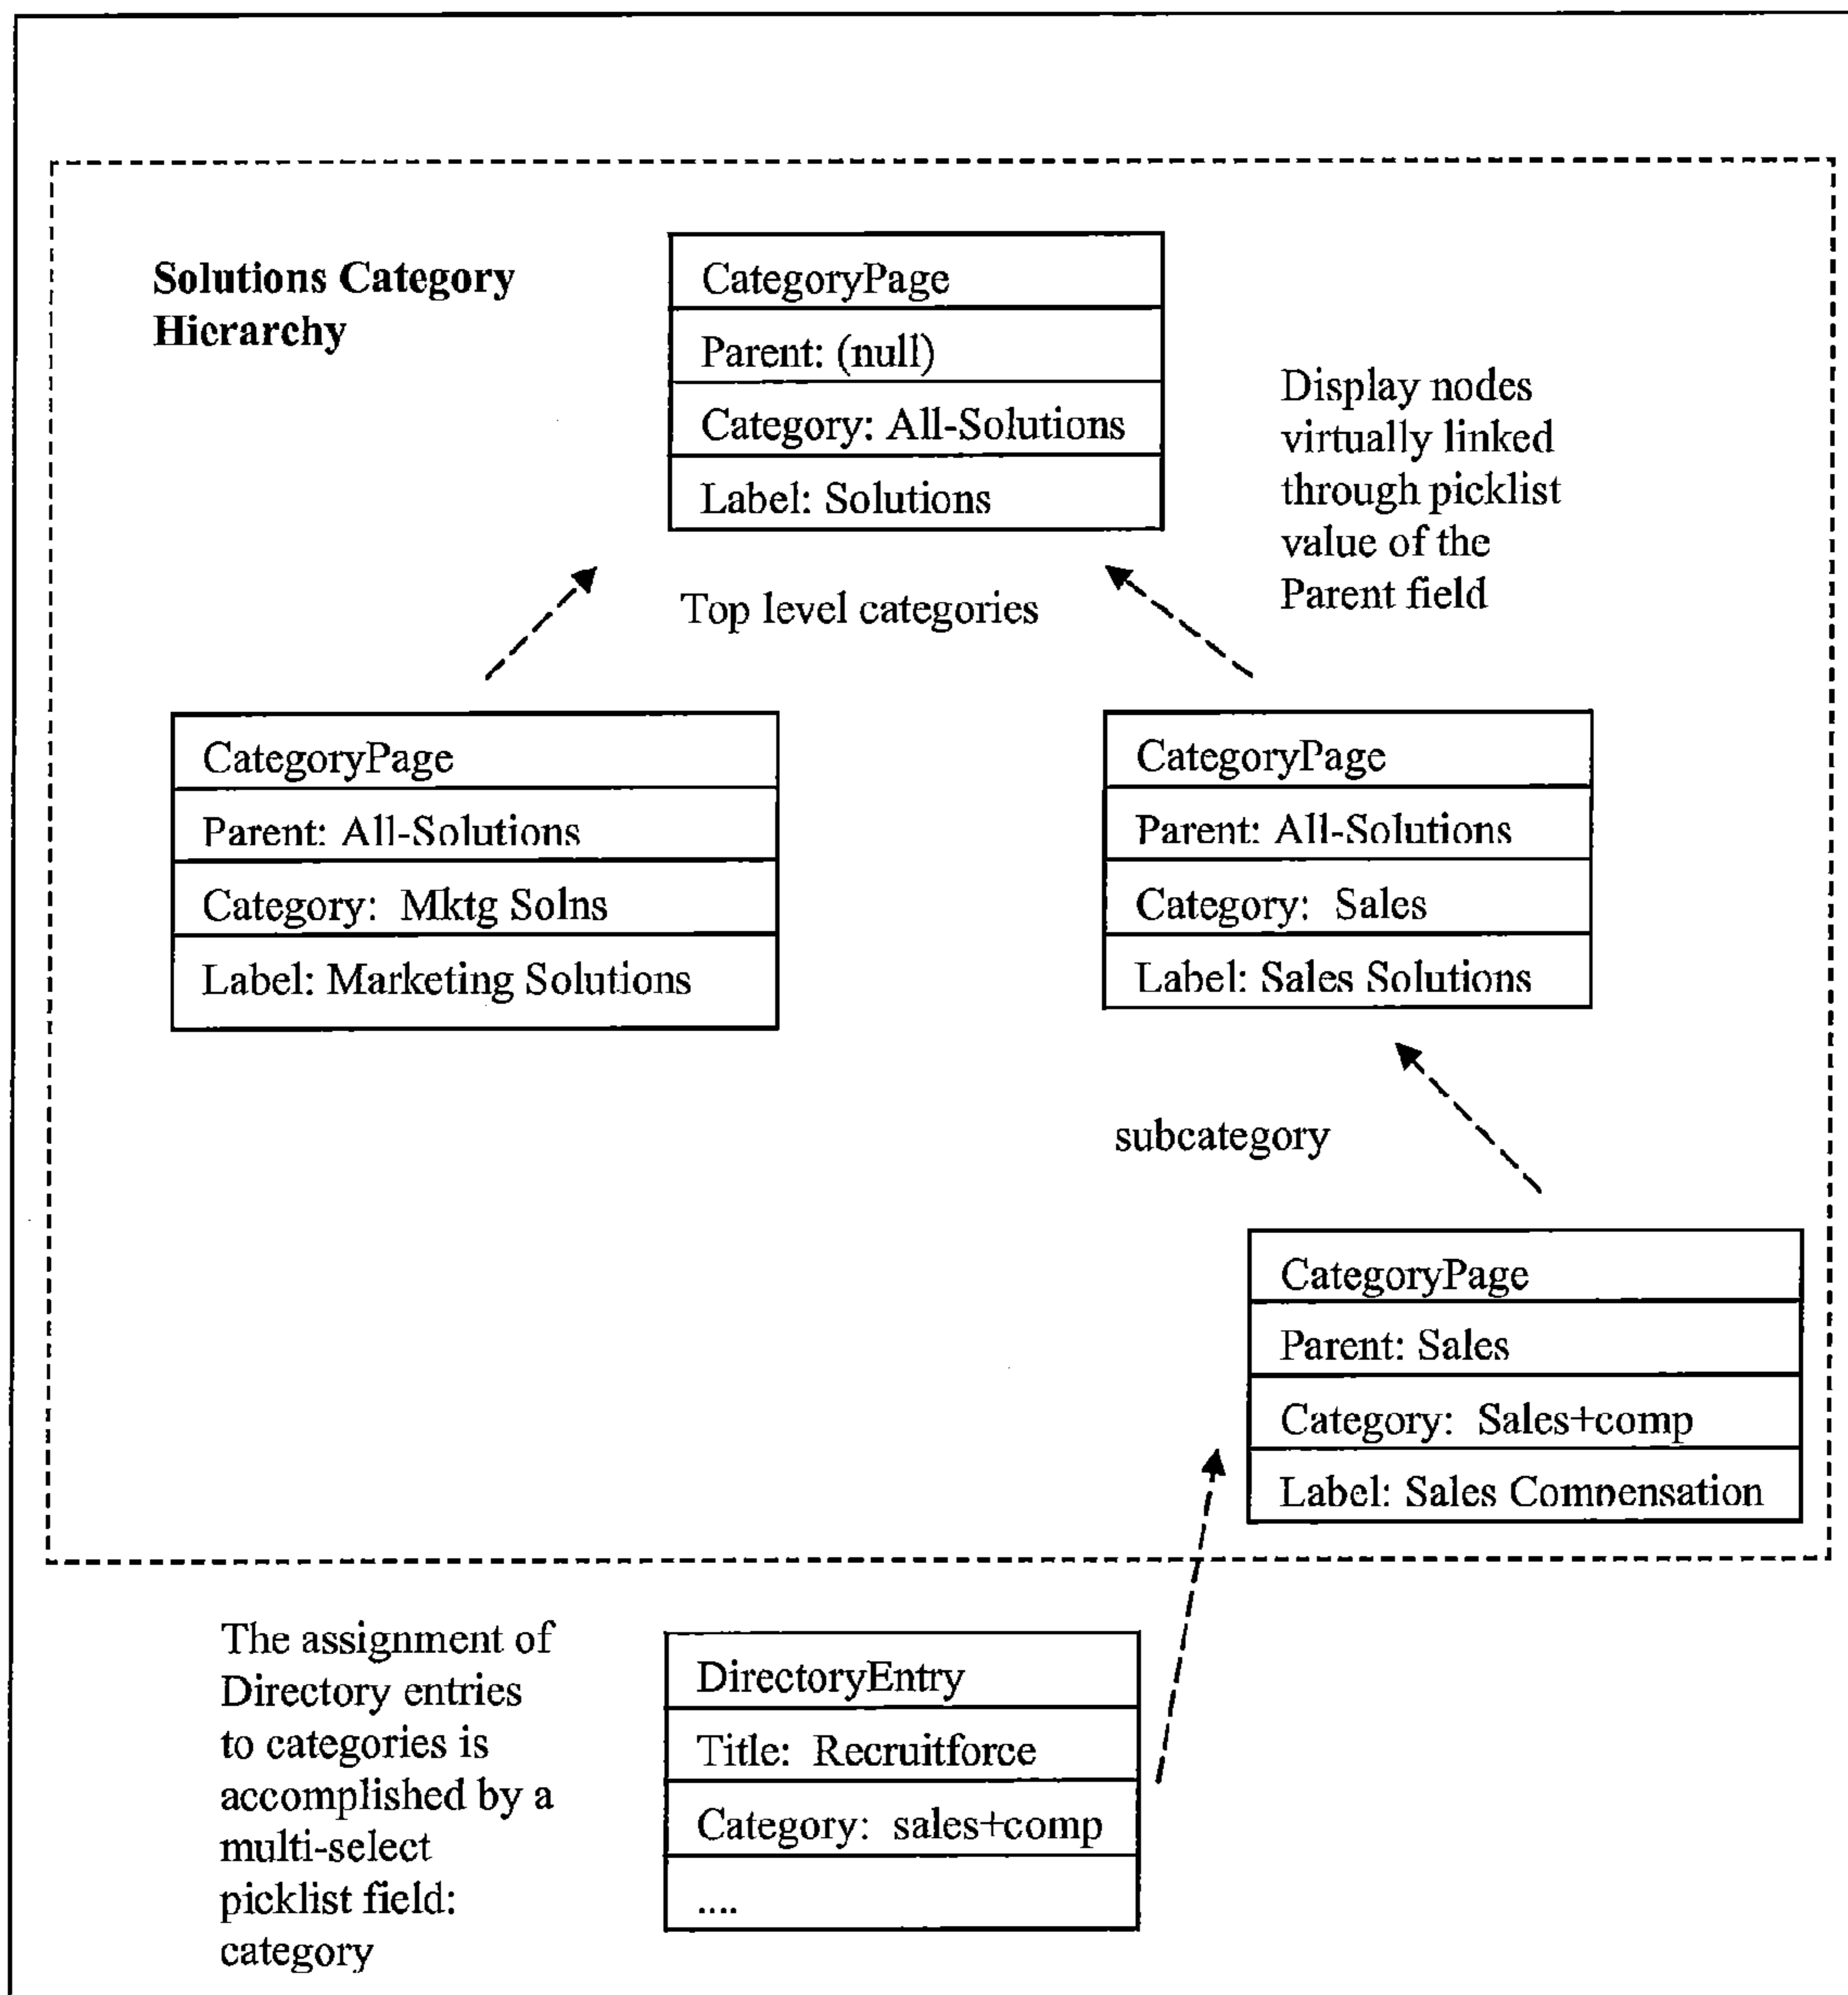 Solutions Category
Hierarchy
CategoryPage
Parent: (null)
Category: All-Solutions
Label: Solutions
Display nodes
virtually linked
through picklist
value of the
Parent field
Top level categories
CategoryPage
Parent: All-Solutions
Category: Mktg Solns
Label: Marketing Solutions
CategoryPage
Parent: All-Solutions
Category: Sales
Label: Sales Solutions
subcategory
CategoryPage
Parent: Sales
Category: Sales+comp
Label: Sales Compensation
The assignment of
Directory entries
to categories is
accomplished by a
multi-select
picklist field:
category
DirectoryEntry
Title: Recruitforce
Category: sales+comp
....